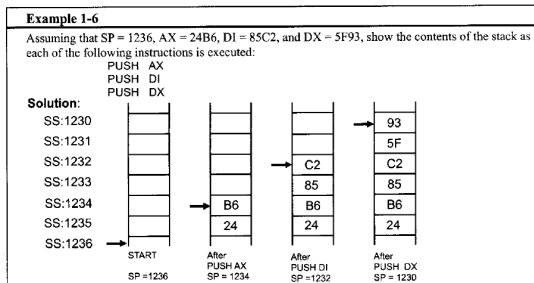 Example 1-6
Assuming that SP = 1236, AX = 24B6, DI = 85C2, and DX = 5F93, show the contents of the stack as
each of the following instructions is executed:
PUSH AX
PUSH DI
PUSH DX
Solution:
SS:1230 93
SS:1231 5F
SS:1232 C2 C2
SS:1233 85 85
SS:1234 B6 B6 B6
SS:1235 24 24 24
SS:1236
START After After After
PUSH AX PUSH DI PUSH DX
SP =1236 SP = 1234 SP =1232 SP = 1230